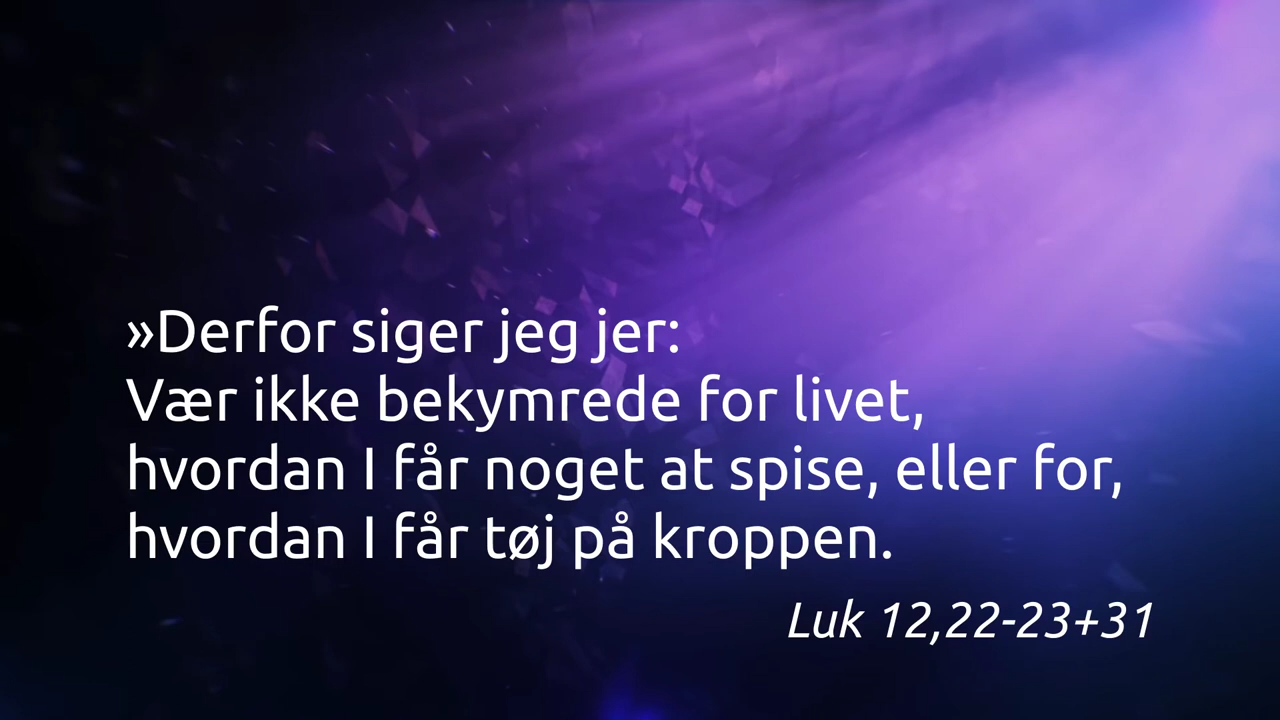 »Derfor siger jeg jer:
Vær ikke bekymrede for livet,
hvordan I får noget at spise, eller for,
hvordan I får tøj på kroppen.
Luk 12,22-23+31